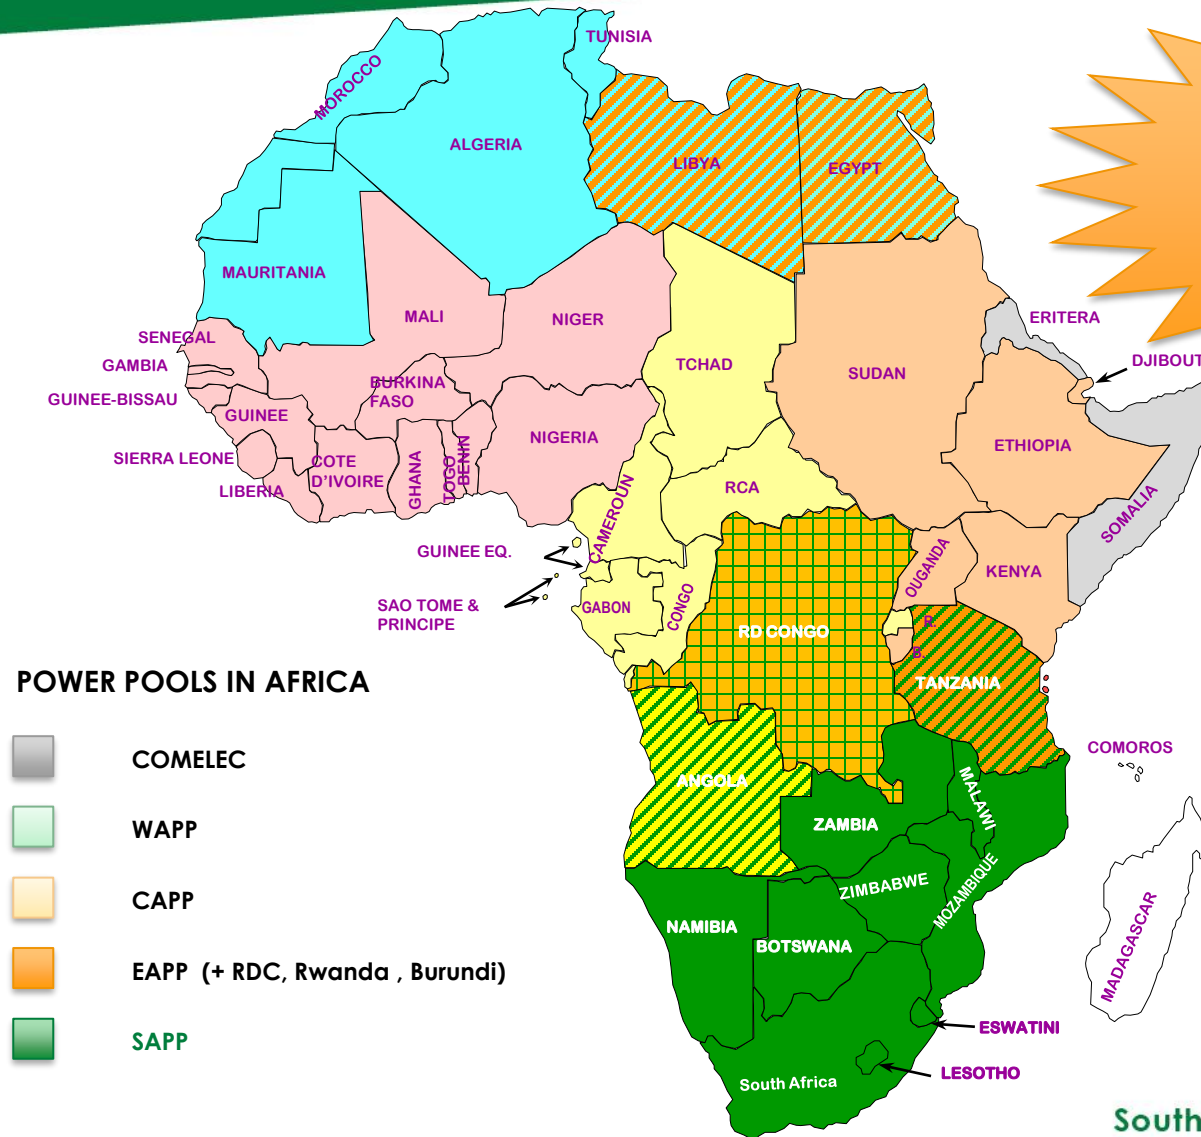 TUNISIA
MOROCCO
ALGERIA
LIBYA
EGYPT
MAURITANIA
MALI
NIGER
ERITERA
SENEGAL
TCHAD
DJIBOUT
GAMBIA
SUDAN
BURKINA
FASO
GUINEE-BISSAU
GUINEE
NIGERIA
ETHIOPIA
SIERRA LEONE
COTE
D'IVOIRE
GHANA
TOGO
BENIN
LIBERIA
RCA
SOMALIA
CAMEROUN
GUINEE EQ.
OUGANDA
KENYA
SAO TOME &
PRINCIPE
GABON
CONGO
RD CONGO
R.
B.
TANZANIA
POWER POOLS IN AFRICA
COMELEC
WAPP
CAPP
EAPP (+ RDC, Rwanda , Burundi)
SAPP
COMOROS
ANGOLA
MALAWI
ZAMBIA
ZIMBABWE
MOZAMBIQUE
NAMIBIA
BOTSWANA
MADAGASCAR
ESWATINI
LESOTHO
South Africa
South